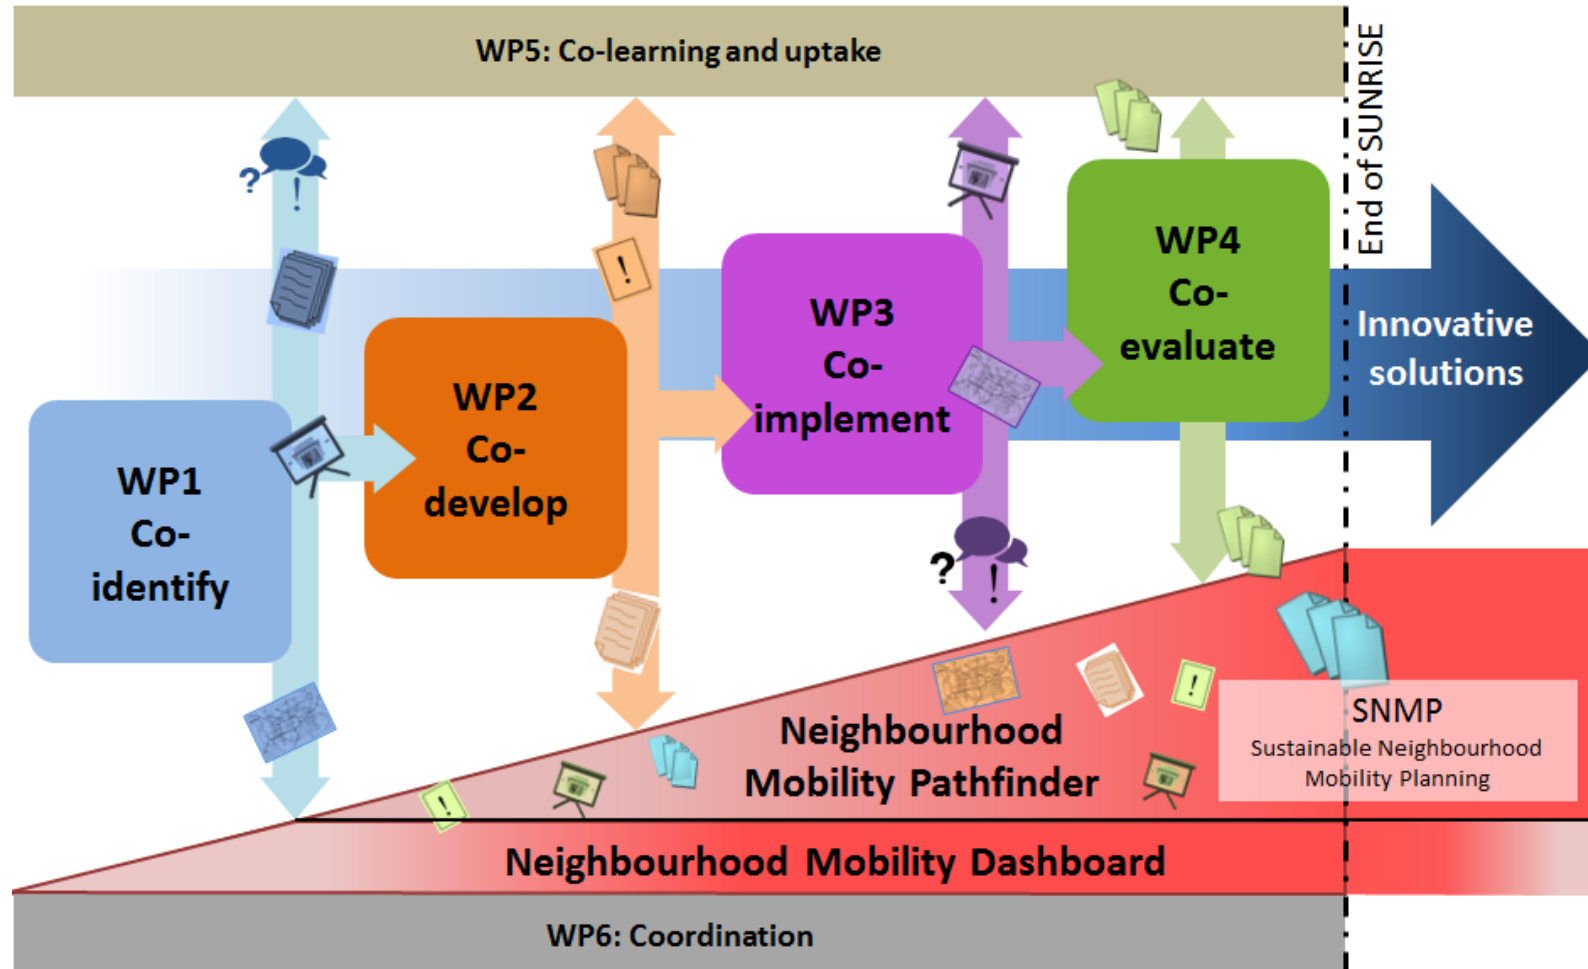 WP5: Co-learning and uptake
End of SUNRISE
WP1
Co-
identify
WP2
Co-
develop
WP3
Co-
implement
WP4
Co-
evaluate
Innovative
solutions
?
!
!
?
!
!
!
Neighbourhood
Mobility Pathfinder
SNMP
Sustainable Neighbourhood
Mobility Planning
Neighbourhood Mobility Dashboard
WP6: Coordination